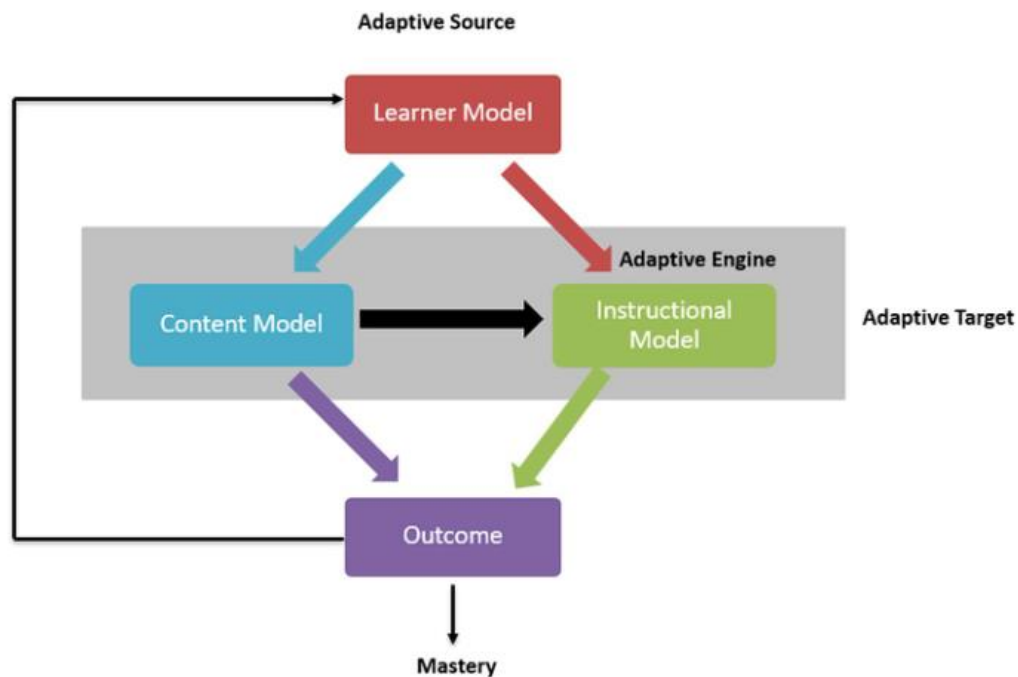 Adaptive Source
Learner Model
Adaptive Engine
Content Model
Instructional
Model
Adaptive Target
Outcome
Mastery